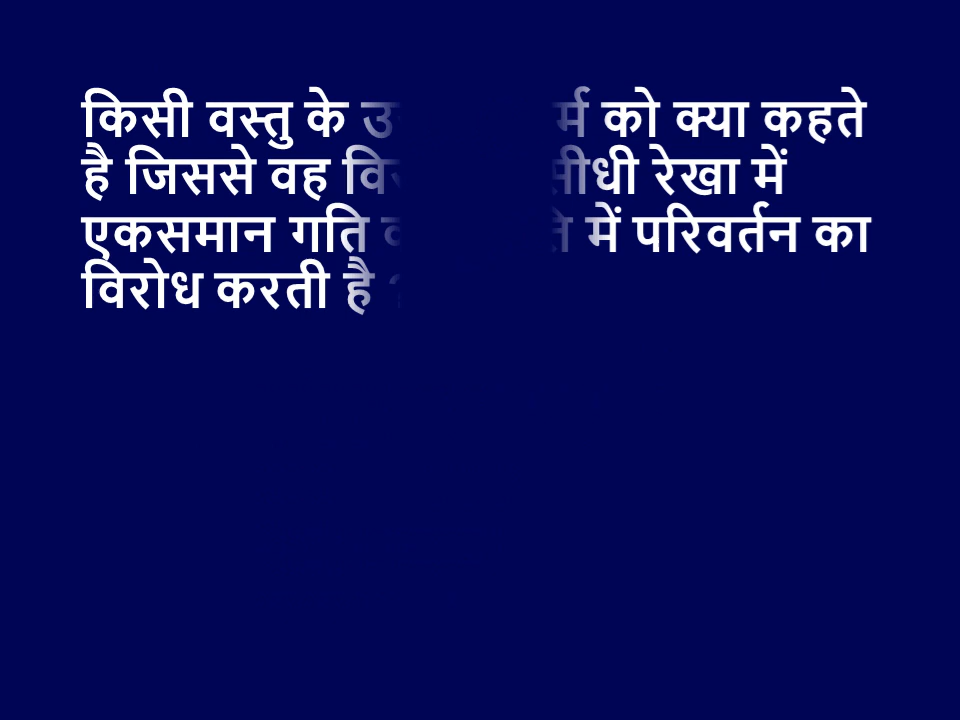 किसी वस्तु के को क्या कहते
है जिससे वह सीधी रेखा में
एकसमान गति में परिवर्तन का
विरोध करती है